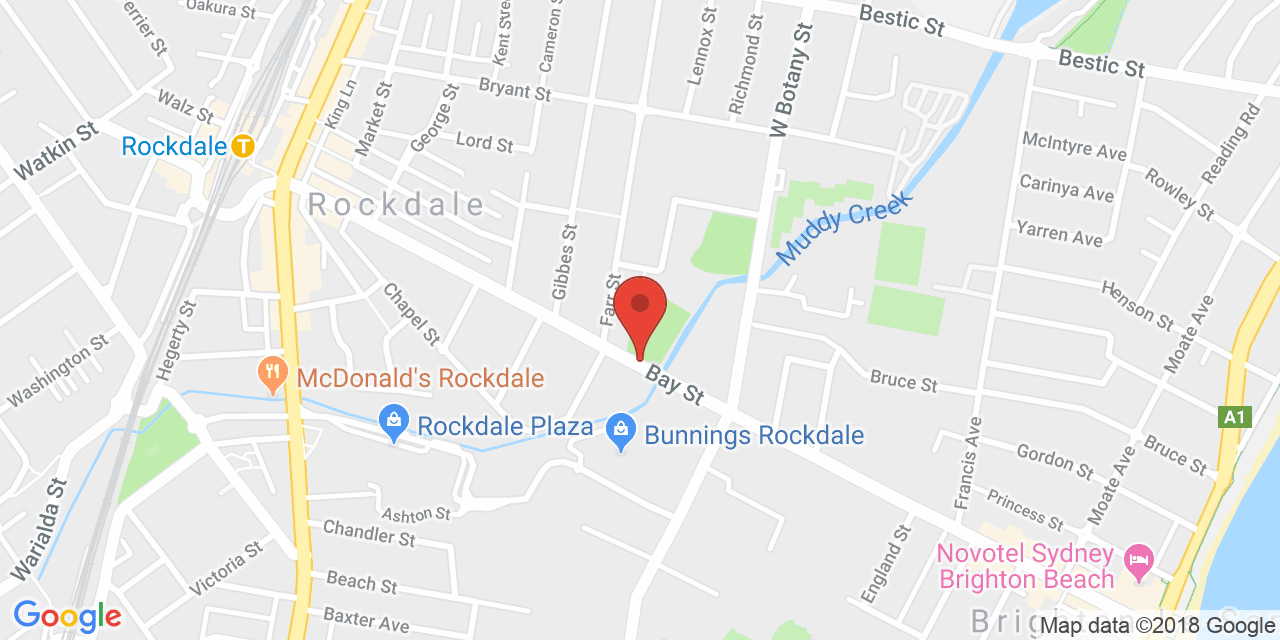 Oakura St
Kent St
Cameron St
Lennox St
Richmond St
W Botany St
Bestic St
Bestic St
Walz St
King Ln
Market St
George St
Bryant St
Lord St
Watkin St
Rockdale
T
Rockdale
McIntyre Ave
Reading Rd
Carinya Ave
Rowley St
Yarren Ave
Muddy Creek
Gibbes St
Farr St
Chapel St
Hegerty St
Henson St
Moate Ave
Washington St
McDonald's Rockdale
Bay St
Bruce St
A1
Rockdale Plaza
Bunnings Rockdale
Francis Ave
Gordon St
Bruce St
Moate Ave
Warialda St
Ashton St
Princess St
Chandler St
Victoria St
England St
Novotel Sydney
Brighton Beach
Beach St
Baxter Ave
Google
Map data ©2018 Google